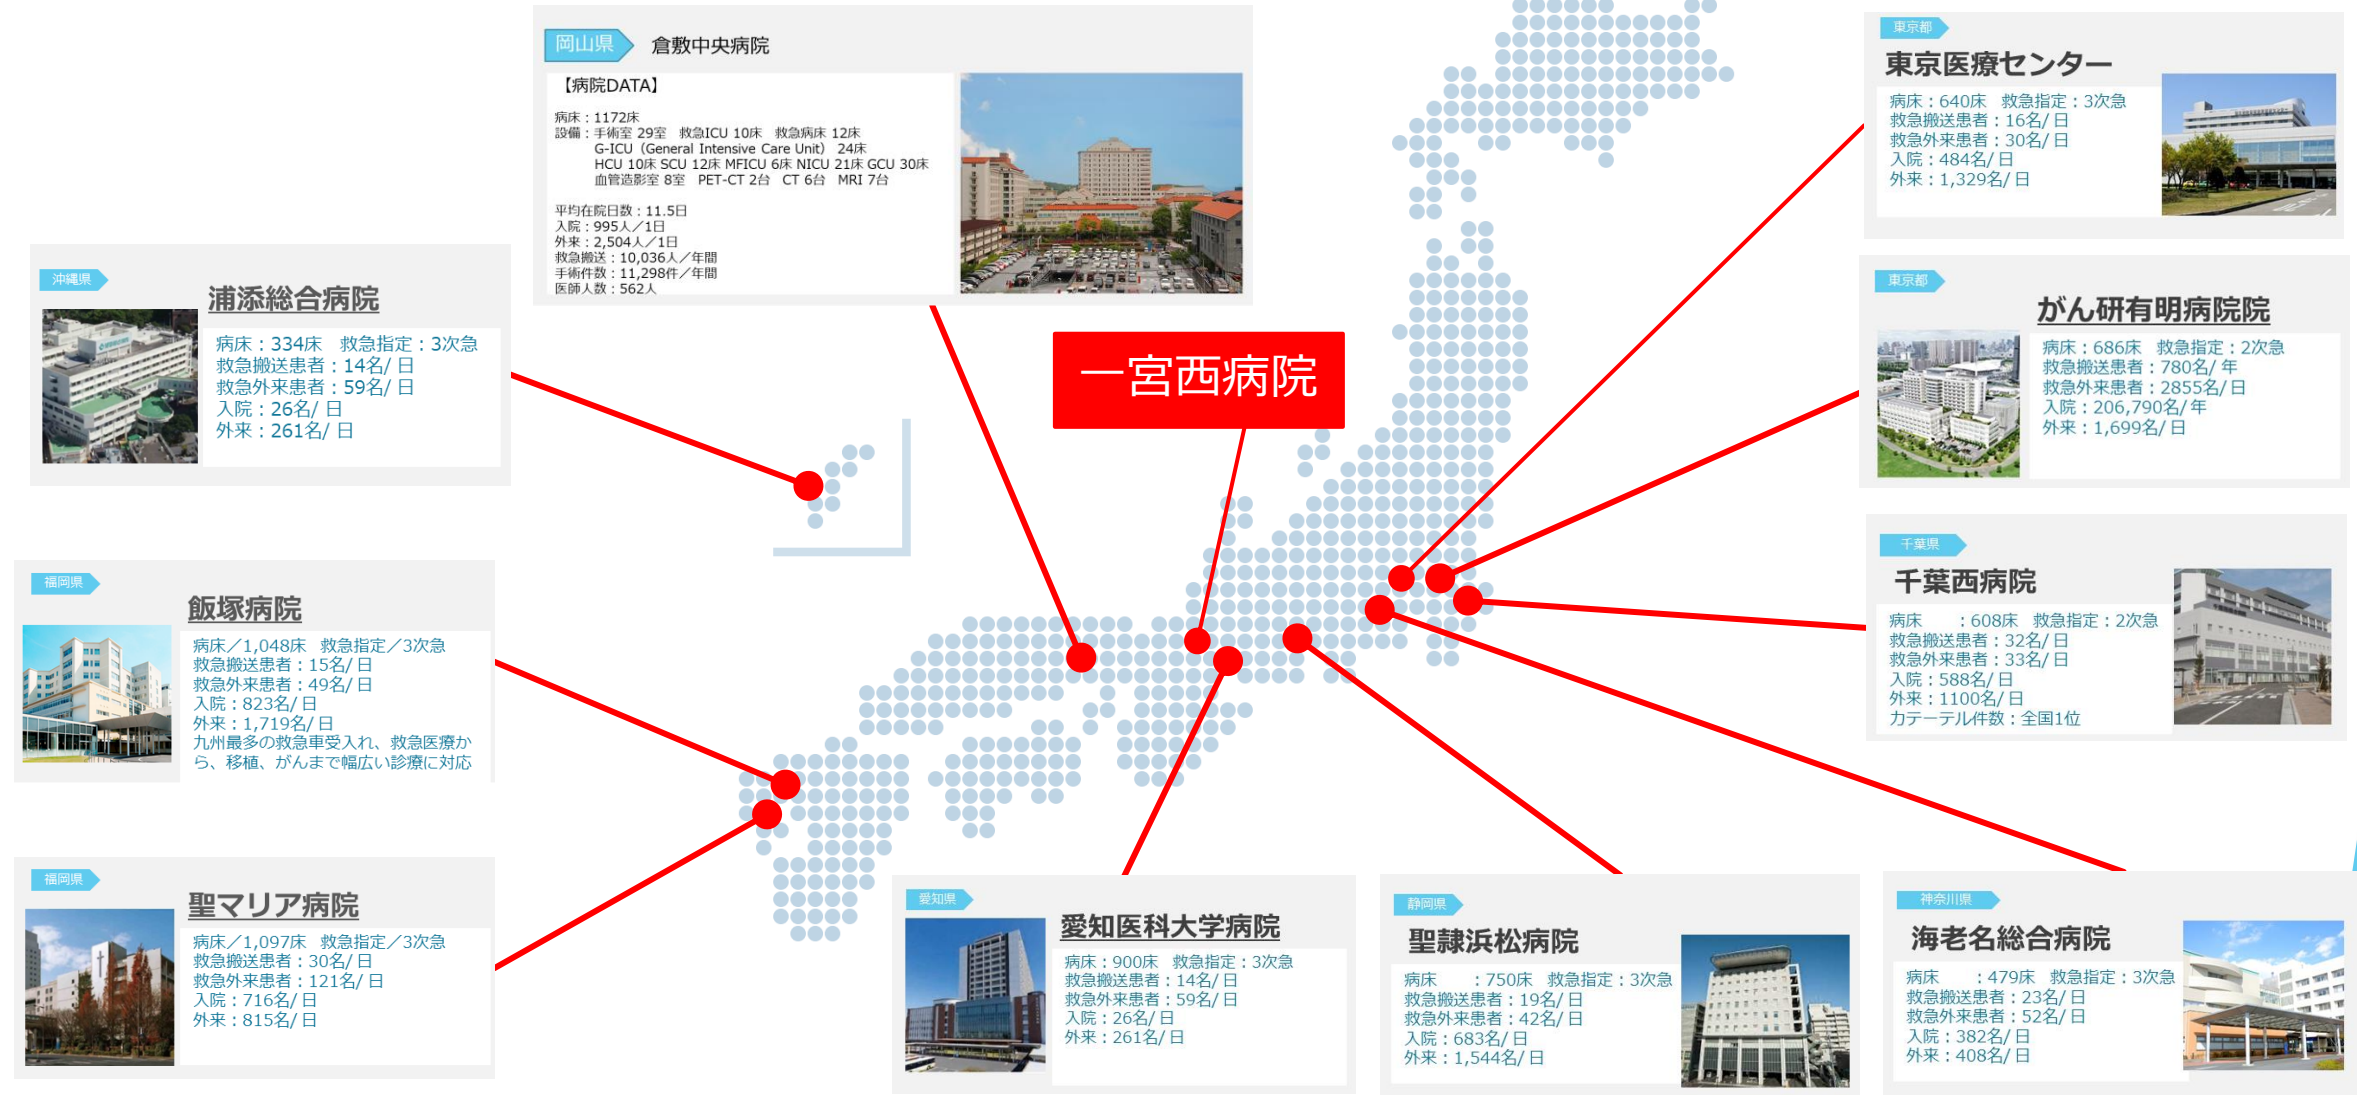 岡山県
倉敷中央病院
【病院DATA】
病床：1172床
設備：手術室 29室　救急ICU 10床　救急病床 12床
G-ICU（General Intensive Care Unit） 24床
HCU 10床 SCU 12床 MFICU 6床 NICU 21床 GCU 30床
血管造影室 8室　PET-CT 2台　CT 6台　MRI 7台
平均在院日数：11.5日
入院：995人／1日
外来：2,504人／1日
救急搬送：10,036人／年間
手術件数：11,298件／年間
医師人数：562人
東京都
東京医療センター
病床：640床　救急指定：3次急
救急搬送患者：16名/日
救急外来患者：30名/日
入院：484名/日
外来：1,329名/日
沖縄県
浦添総合病院
病床：334床　救急指定：3次急
救急搬送患者：14名/日
救急外来患者：59名/日
入院：26名/日
外来：261名/日
東京都
がん研有明病院院
病床：686床　救急指定：2次急
救急搬送患者：780名/年
救急外来患者：2855名/日
入院：206,790名/年
外来：1,699名/日
一宮西病院
千葉県
千葉西病院
病床　　：608床　救急指定：2次急
救急搬送患者：32名/日
救急外来患者：33名/日
入院：588名/日
外来：1100名/日
カテーテル件数：全国1位
福岡県
飯塚病院
病床／1,048床　救急指定／3次急
救急搬送患者：15名/日
救急外来患者：49名/日
入院：823名/日
外来：1,719名/日
九州最多の救急車受入れ、救急医療か
ら、移植、がんまで幅広い診療に対応
福岡県
聖マリア病院
病床／1,097床　救急指定／3次急
救急搬送患者：30名/日
救急外来患者：121名/日
入院：716名/日
外来：815名/日
愛知県
愛知医科大学病院
病床：900床　救急指定：3次急
救急搬送患者：14名/日
救急外来患者：59名/日
入院：26名/日
外来：261名/日
静岡県
聖隷浜松病院
病床　　：750床　救急指定：3次急
救急搬送患者：19名/日
救急外来患者：42名/日
入院：683名/日
外来：1,544名/日
神奈川県
海老名総合病院
病床　　：479床　救急指定：3次急
救急搬送患者：23名/日
救急外来患者：52名/日
入院：382名/日
外来：408名/日